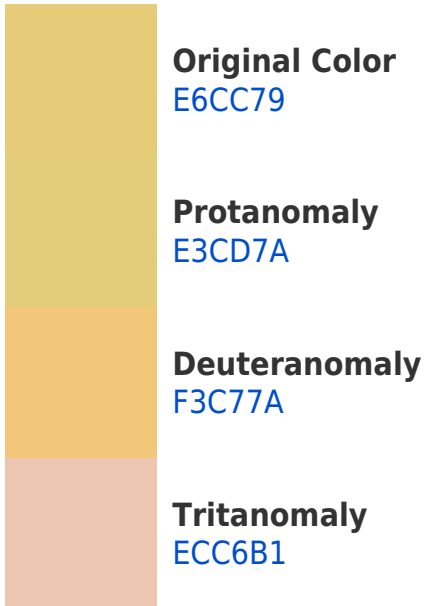 Original Color
E6CC79
Protanomaly
E3CD7A
Deuteranomaly
F3C77A
Tritanomaly
ECC6B1